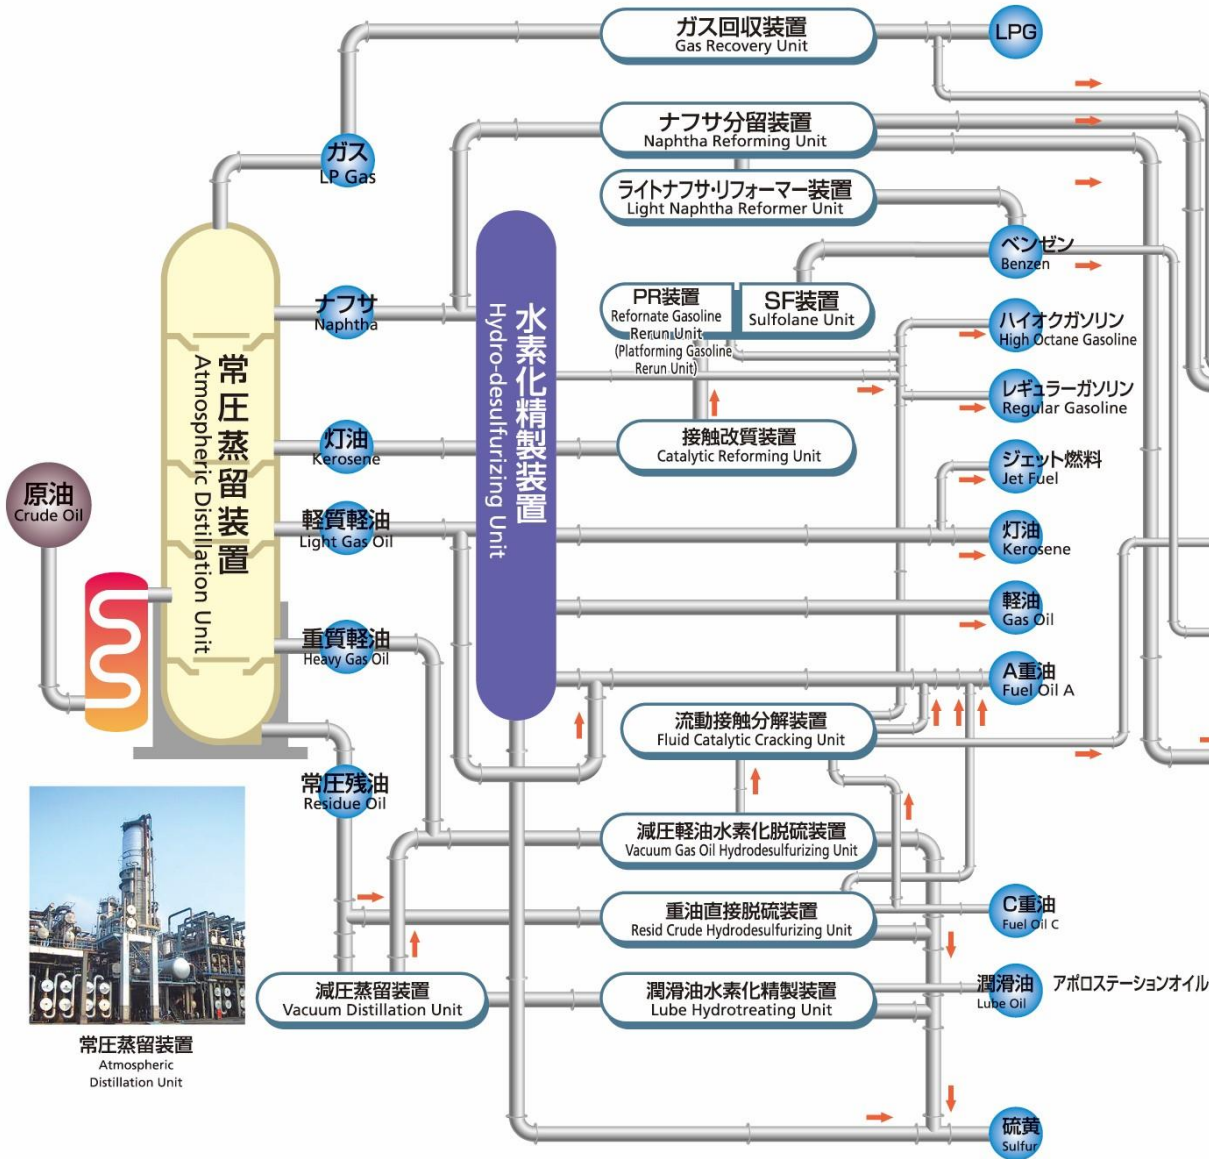 ガス回収装置
Gas Recovery Unit
LPG
ナフサ分留装置
Naphtha Reforming Unit
ガス
LP Gas
ライトナフサ・リフォーマー装置
Light Naphtha Reformer Unit
ベンゼン
Benzen
PR装置
Refornate Gasoline
Rerun Unit
(Platforming Gasoline
Rerun Unit)
SF装置
Sulfolane Unit
ナフサ
Naphtha
水素化精製装置
Hydro-desulfurizing Unit
ハイオクガソリン
High Octane Gasoline
常圧蒸留装置
Atmospheric Distillation Unit
レギュラーガソリン
Regular Gasoline
灯油
Kerosene
接触改質装置
Catalytic Reforming Unit
ジェット燃料
Jet Fuel
原油
Crude Oil
軽質軽油
Light Gas Oil
灯油
Kerosene
軽油
Gas Oil
重質軽油
Heavy Gas Oil
A重油
Fuel Oil A
流動接触分解装置
Fluid Catalytic Cracking Unit
常圧残油
Residue Oil
減圧軽油水素化脱硫装置
Vacuum Gas Oil Hydrodesulfurizing Unit
重油直接脱硫装置
Resid Crude Hydrodesulfurizing Unit
C重油
Fuel Oil C
減圧蒸留装置
Vacuum Distillation Unit
潤滑油水素化精製装置
Lube Hydrotreating Unit
潤滑油
Lube Oil
アポロステーションオイル
常圧蒸留装置
Atmospheric
Distillation Unit
硫黄
Sulfur